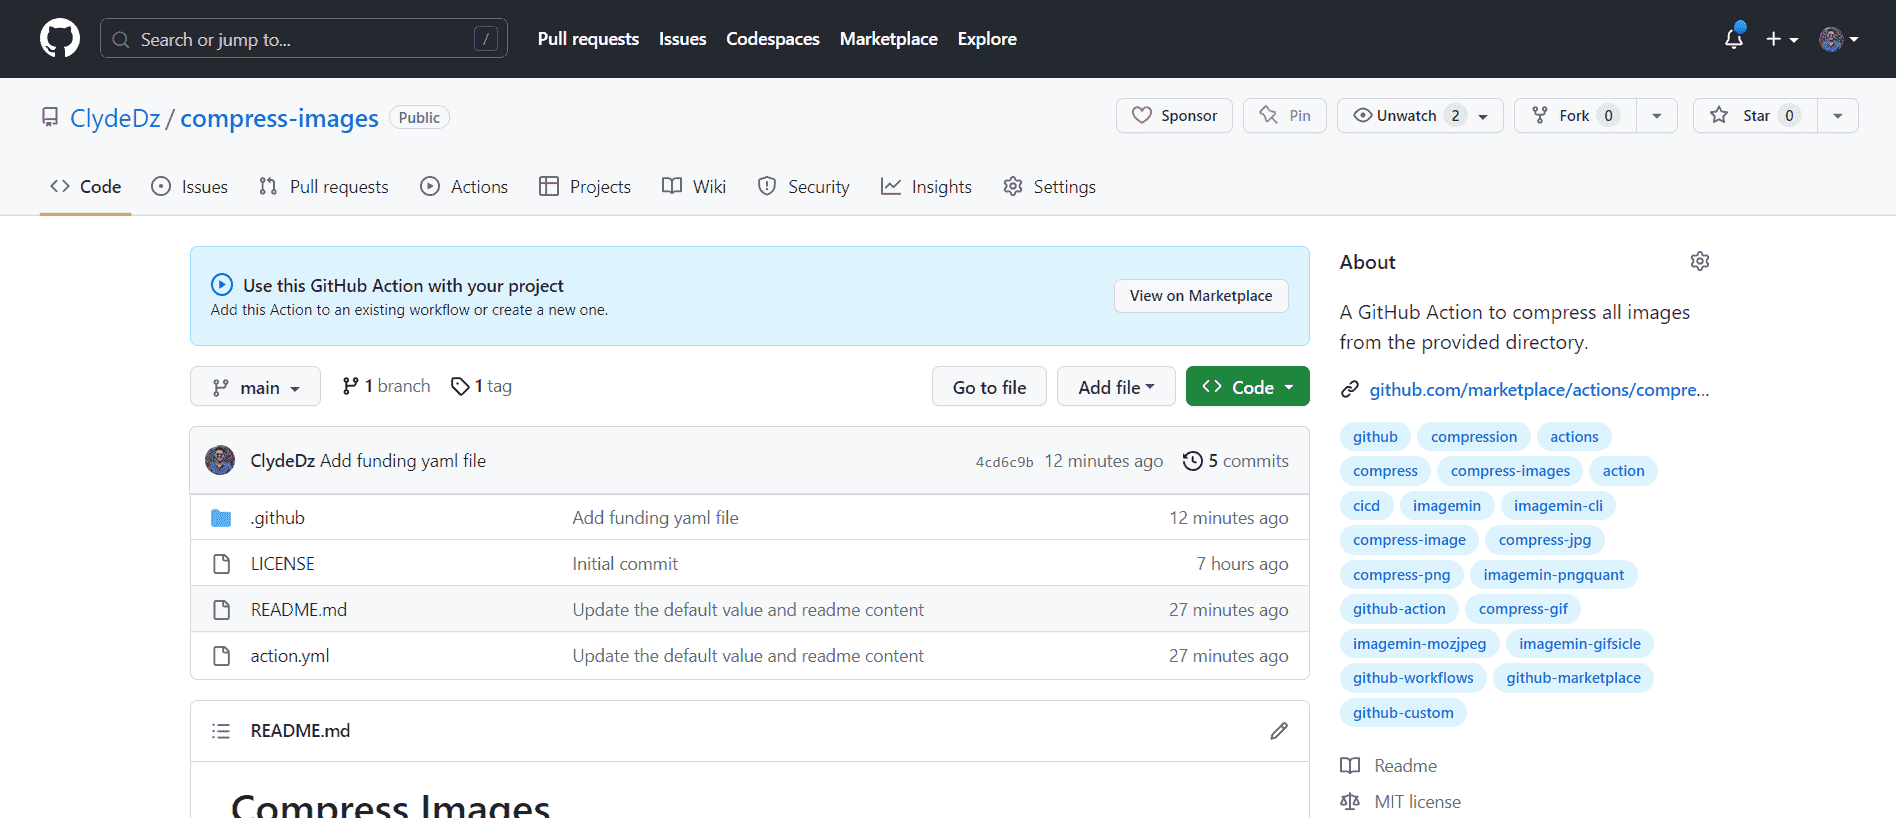 Search or jump to... / Pull requests Issues Codespaces Marketplace Explore
ClydeDz / compress-images Public Sponsor Pin Unwatch 2 Fork 0 Star 0
Code Issues Pull requests Actions Projects Wiki Security Insights Settings
Use this GitHub Action with your project
Add this Action to an existing workflow or create a new one.
View on Marketplace
main 1 branch 1 tag Go to file Add file Code
ClydeDz Add funding yaml file 4cd6c9b 12 minutes ago 5 commits
.github Add funding yaml file 12 minutes ago
LICENSE Initial commit 7 hours ago
README.md Update the default value and readme content 27 minutes ago
action.yml Update the default value and readme content 27 minutes ago
README.md
Compress Images
About
A GitHub Action to compress all images
from the provided directory.
github.com/marketplace/actions/compre...
github compression actions
compress compress-images action
cicd imagemin imagemin-cli
compress-image compress-jpg
compress-png imagemin-pngquant
github-action compress-gif
imagemin-mozjpeg imagemin-gifsicle
github-workflows github-marketplace
github-custom
Readme
MIT license